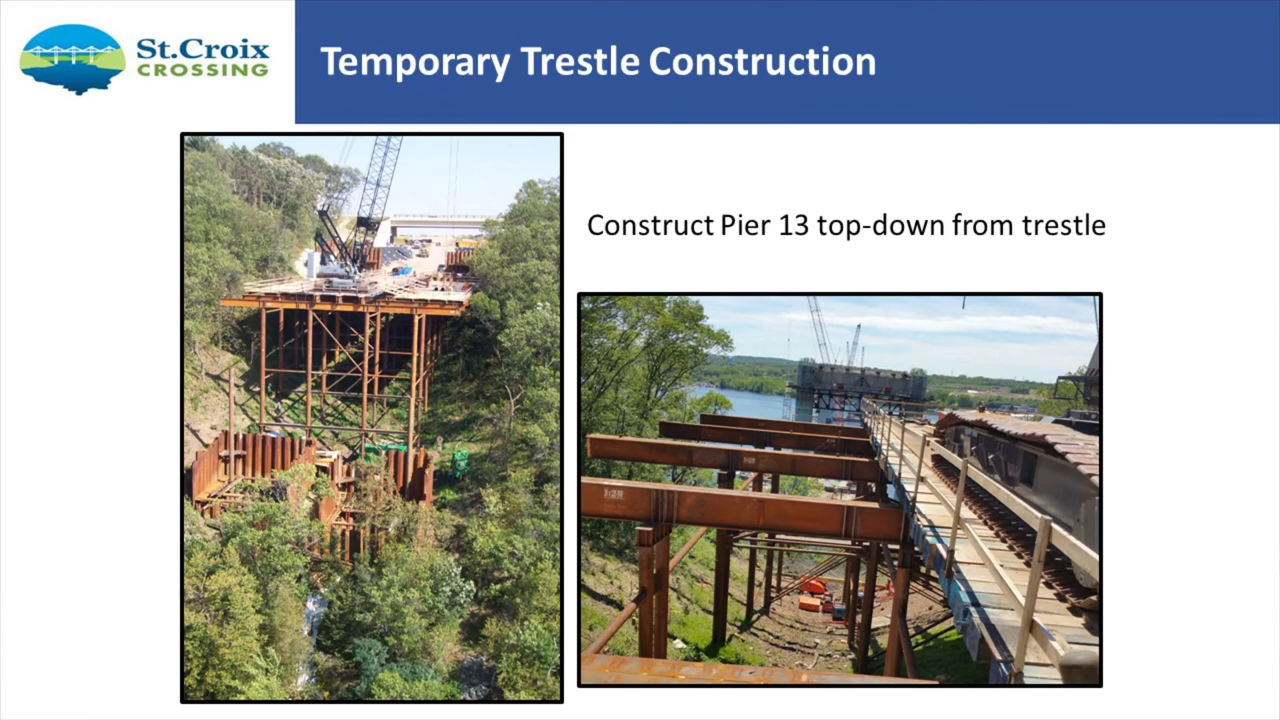 St.Croix
CROSSING
Temporary Trestle Construction
Construct Pier 13 top-down from trestle